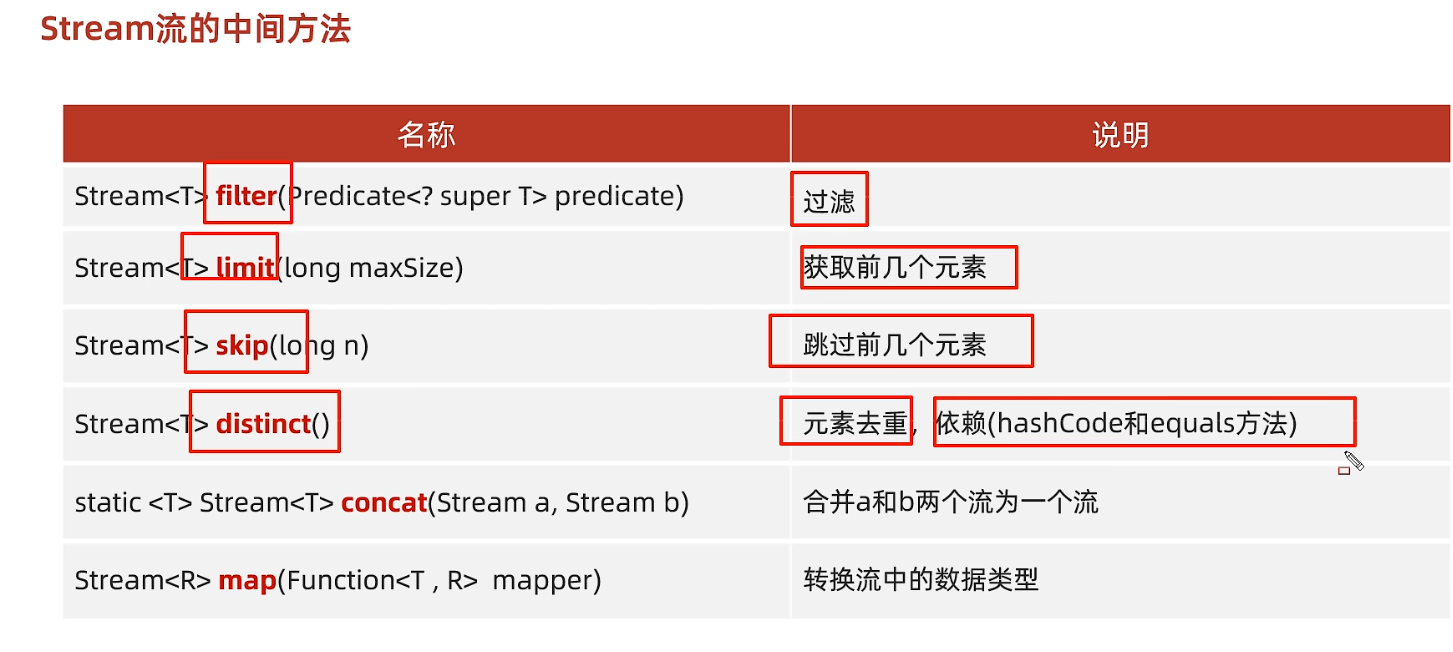 Stream流的中间方法
名称 说明
Stream<T> filter(Predicate<? super T> predicate) 过滤
Stream<T> limit(long maxSize) 获取前几个元素
Stream<T> skip(long n) 跳过前几个元素
Stream<T> distinct() 元素去重，依赖(hashCode和equals方法)
static <T> Stream<T> concat(Stream a, Stream b) 合并a和b两个流为一个流
Stream<R> map(Function<T , R> mapper) 转换流中的数据类型